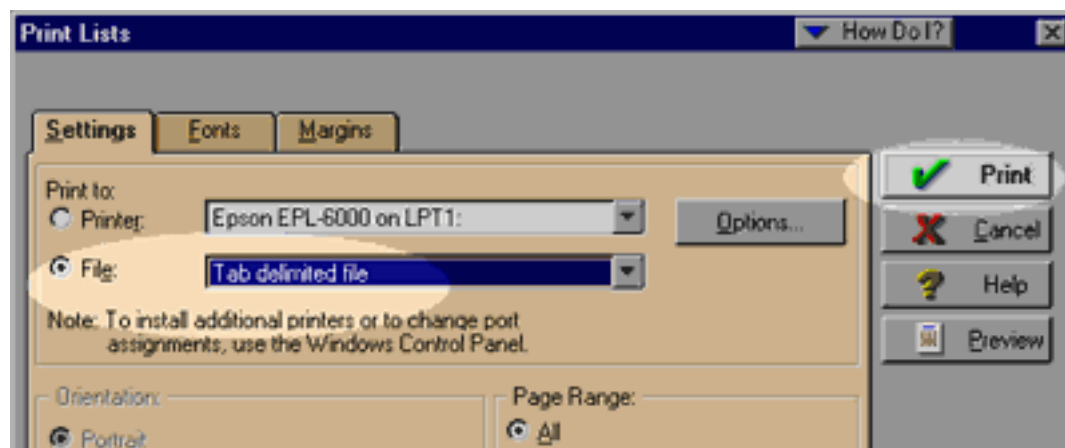 Print Lists
How Do I?
Settings
Fonts
Margins
Print to:
Printer:
Epson EPL-6000 on LPT1:
Options...
File:
Tab delimited file
Note: To install additional printers or to change port
assignments, use the Windows Control Panel.
Print
Cancel
Help
Preview
Orientation:
Portrait
Page Range:
All